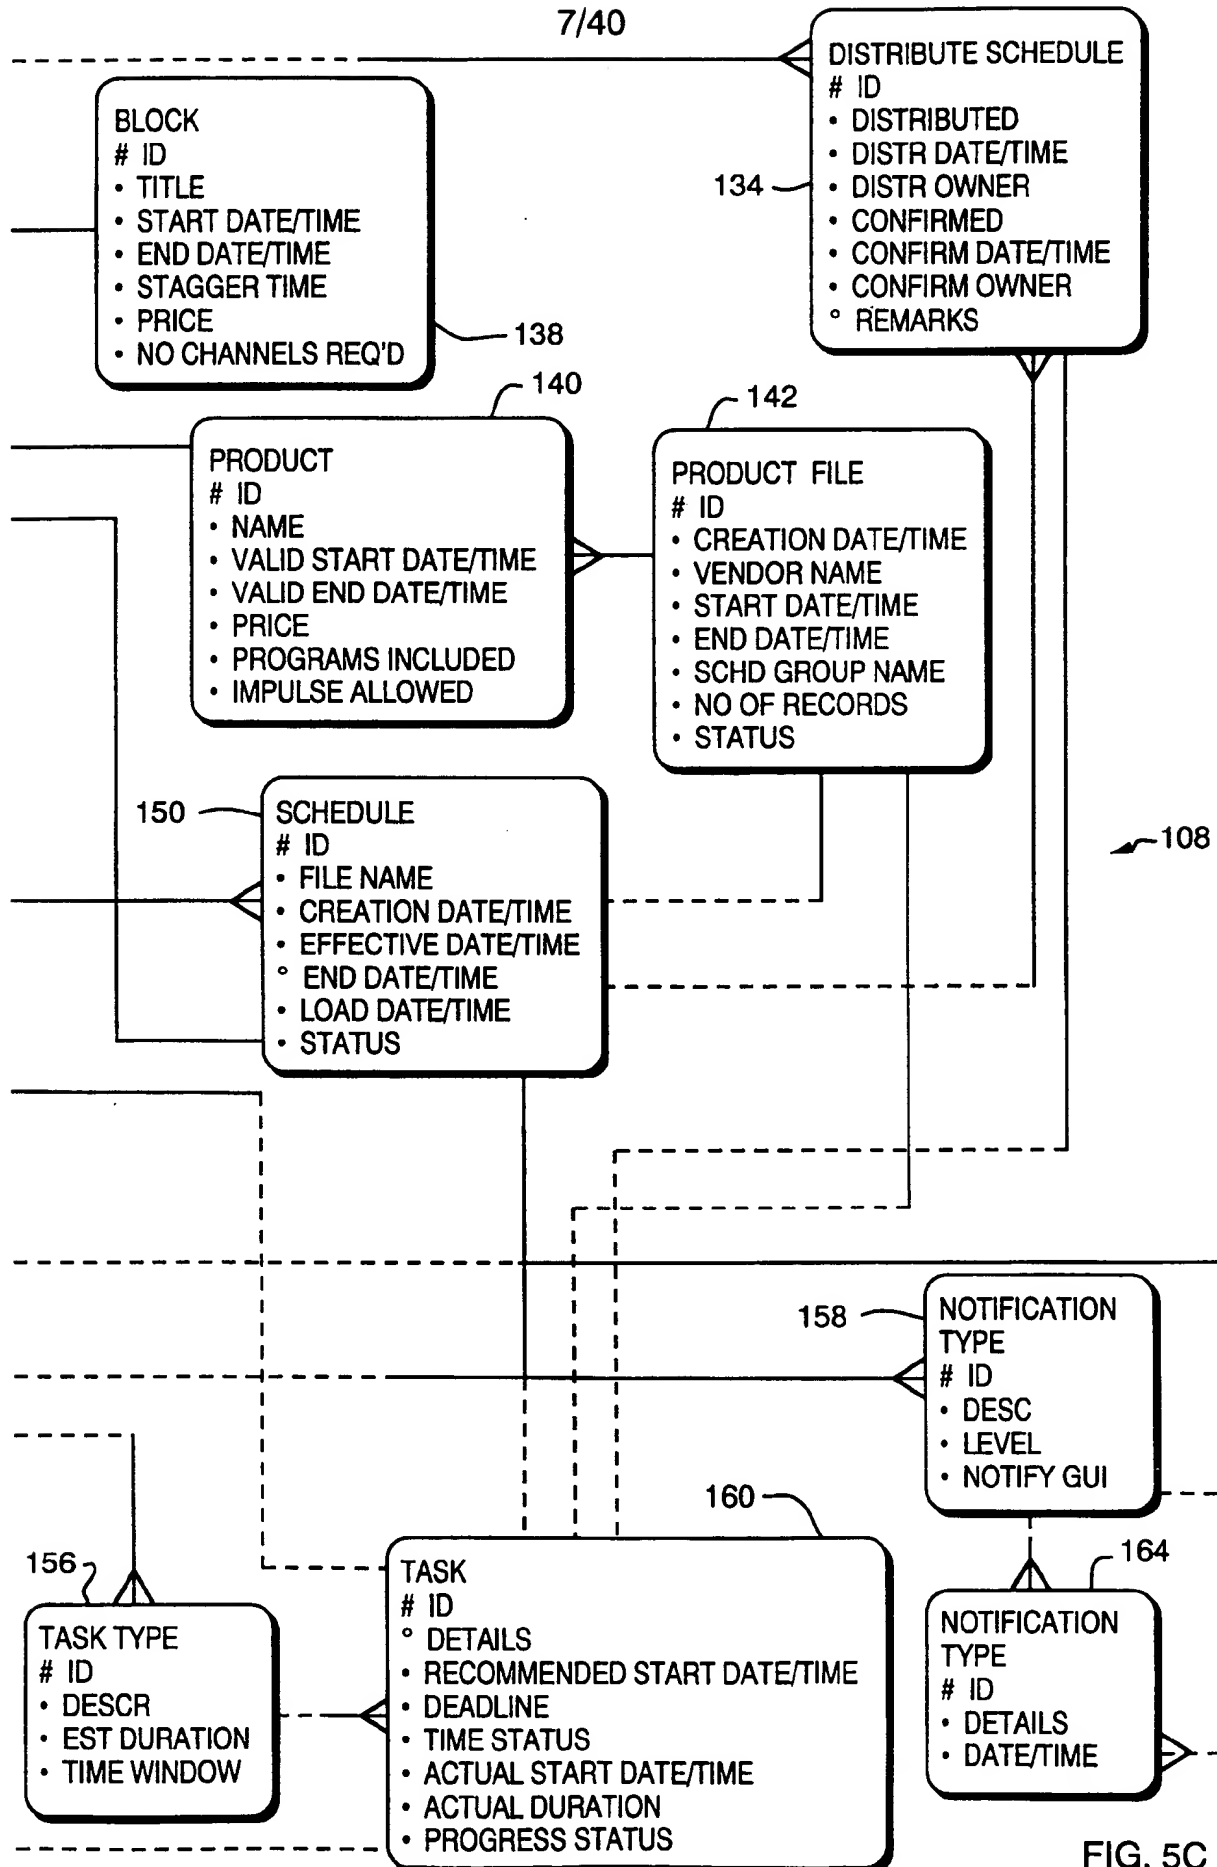 7/40
DISTRIBUTE SCHEDULE
# ID
• DISTRIBUTED
• DISTR DATE/TIME
• DISTR OWNER
• CONFIRMED
• CONFIRM DATE/TIME
• CONFIRM OWNER
° REMARKS
134
BLOCK
# ID
• TITLE
• START DATE/TIME
• END DATE/TIME
• STAGGER TIME
• PRICE
• NO CHANNELS REQ'D
138
140
PRODUCT
# ID
• NAME
• VALID START DATE/TIME
• VALID END DATE/TIME
• PRICE
• PROGRAMS INCLUDED
• IMPULSE ALLOWED
142
PRODUCT FILE
# ID
• CREATION DATE/TIME
• VENDOR NAME
• START DATE/TIME
• END DATE/TIME
• SCHD GROUP NAME
• NO OF RECORDS
• STATUS
150
SCHEDULE
# ID
• FILE NAME
• CREATION DATE/TIME
• EFFECTIVE DATE/TIME
° END DATE/TIME
• LOAD DATE/TIME
• STATUS
108
158
NOTIFICATION
TYPE
# ID
• DESC
• LEVEL
• NOTIFY GUI
156
TASK TYPE
# ID
• DESCR
• EST DURATION
• TIME WINDOW
160
TASK
# ID
° DETAILS
• RECOMMENDED START DATE/TIME
• DEADLINE
• TIME STATUS
• ACTUAL START DATE/TIME
• ACTUAL DURATION
• PROGRESS STATUS
164
NOTIFICATION
TYPE
# ID
• DETAILS
• DATE/TIME
FIG. 5C